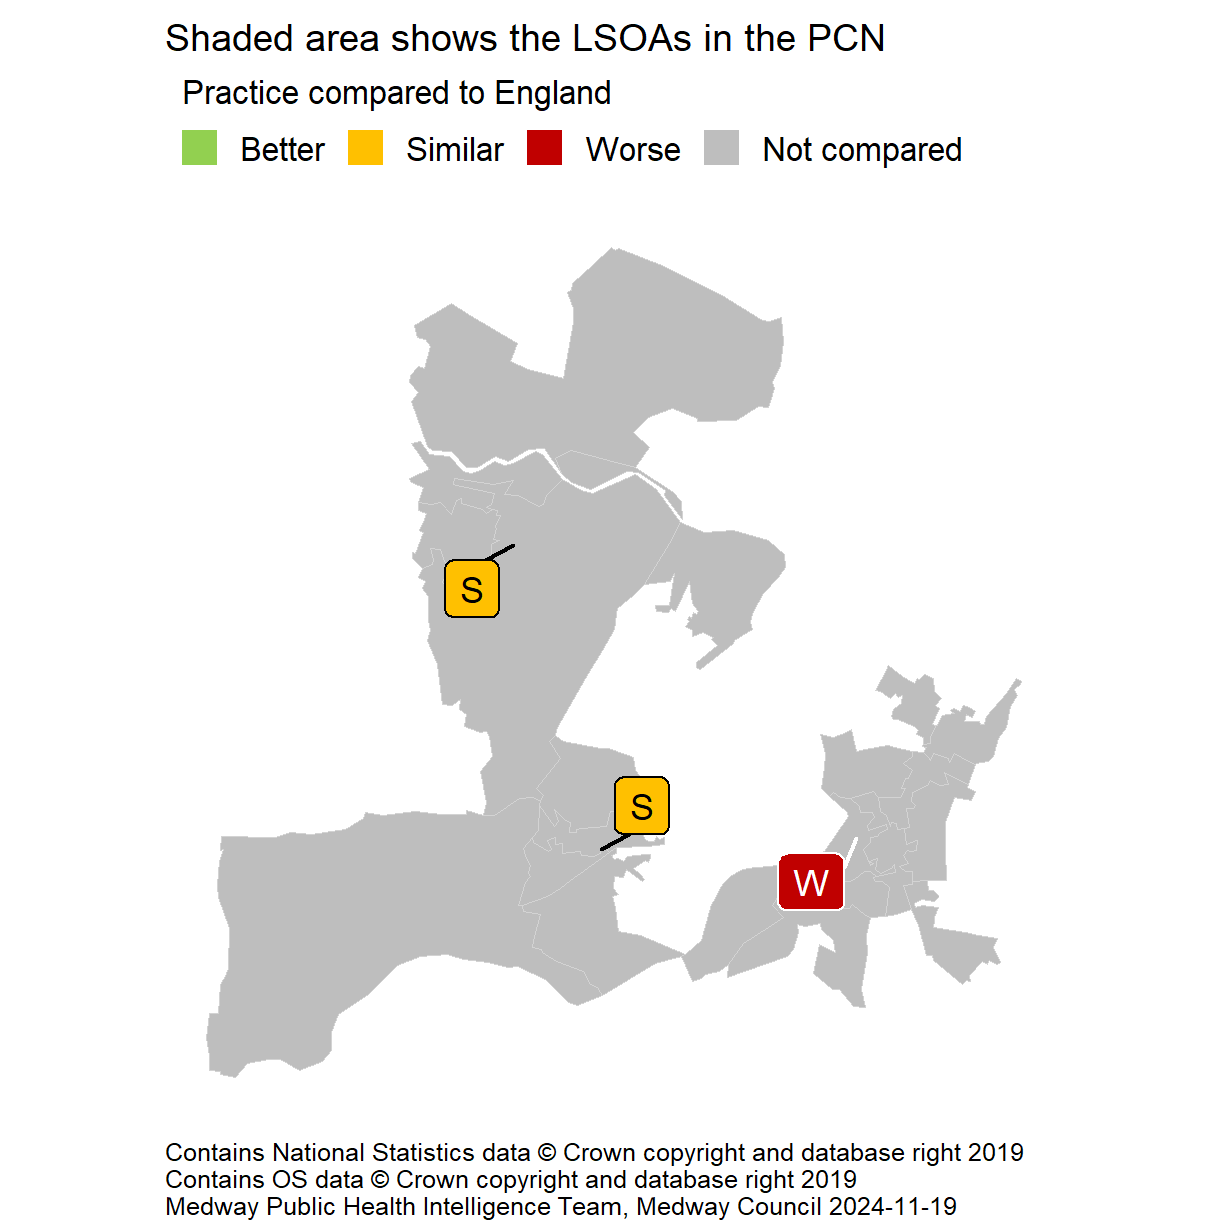 Shaded area shows the LSOAs in the PCN
Practice compared to England
Better Similar Worse Not compared
S
S
W
Contains National Statistics data © Crown copyright and database right 2019
Contains OS data © Crown copyright and database right 2019
Medway Public Health Intelligence Team, Medway Council 2024-11-19